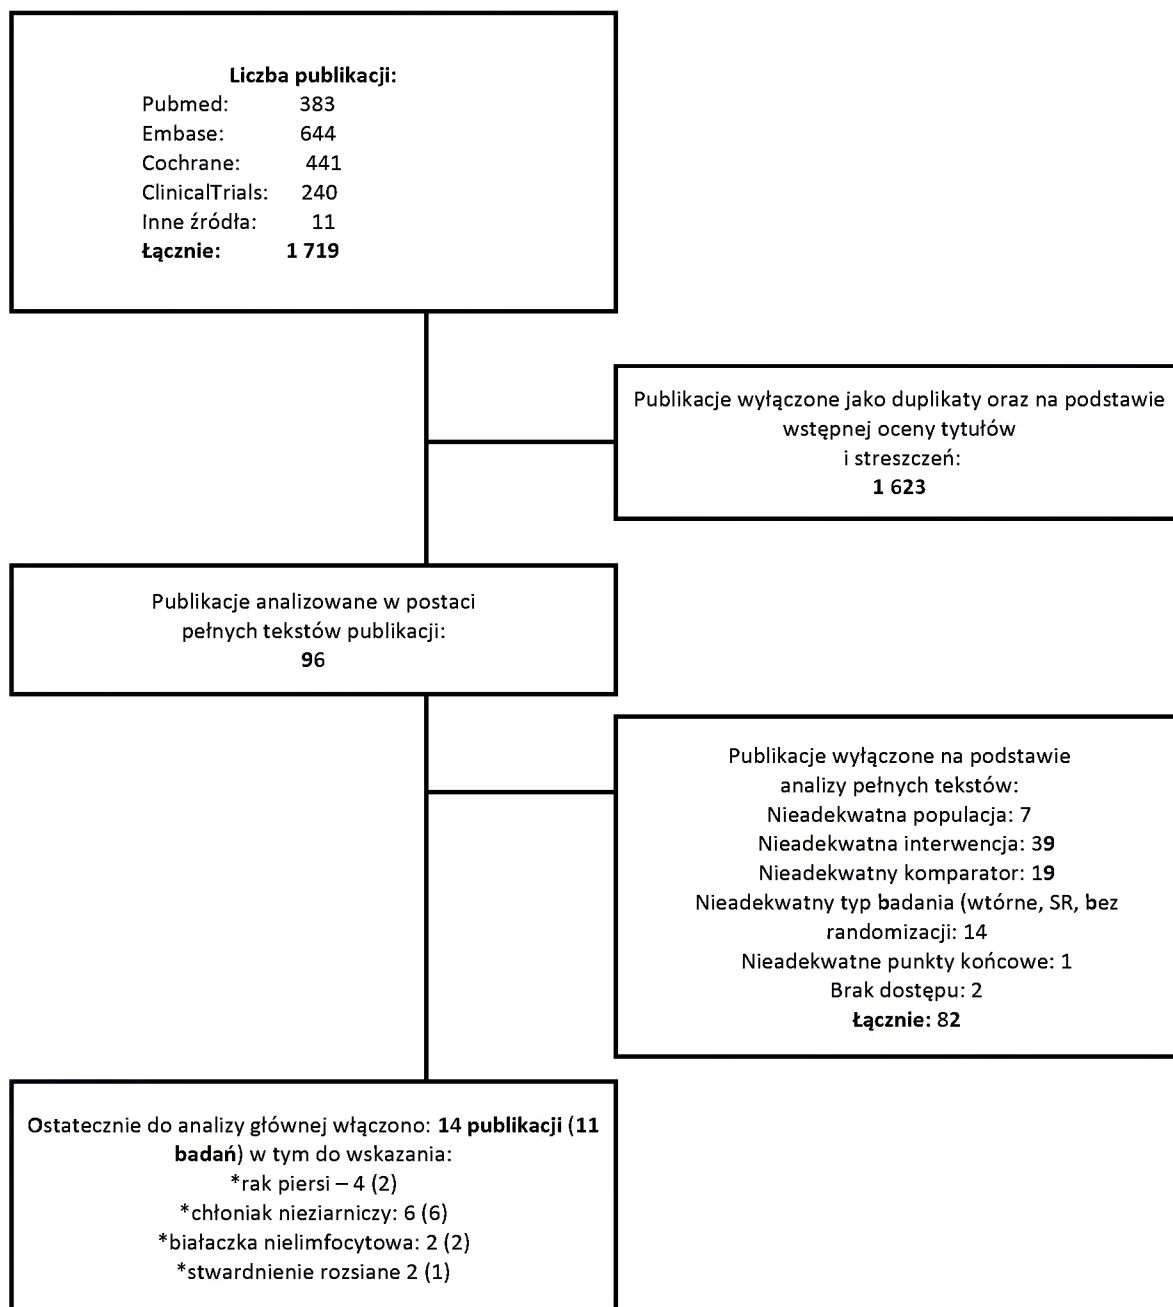 Liczba publikacji:
Pubmed: 383
Embase: 644
Cochrane: 441
ClinicalTrials: 240
Inne źródła: 11
Łącznie: 1 719
Publikacje wyłączone jako duplikaty oraz na podstawie
wstępnej oceny tytułów
i streszczeń:
1 623
Publikacje analizowane w postaci
pełnych tekstów publikacji:
96
Publikacje wyłączone na podstawie
analizy pełnych tekstów:
Nieadekwatna populacja: 7
Nieadekwatna interwencja: 39
Nieadekwatny komparator: 19
Nieadekwatny typ badania (wtórne, SR, bez
randomizacji: 14
Nieadekwatne punkty końcowe: 1
Brak dostępu: 2
Łącznie: 82
Ostatecznie do analizy głównej włączono: 14 publikacji (11
badań) w tym do wskazania:
*rak piersi – 4 (2)
*chłoniak nieziarniczy: 6 (6)
*białaczka nielimfocytowa: 2 (2)
*stwardnienie rozsiane 2 (1)